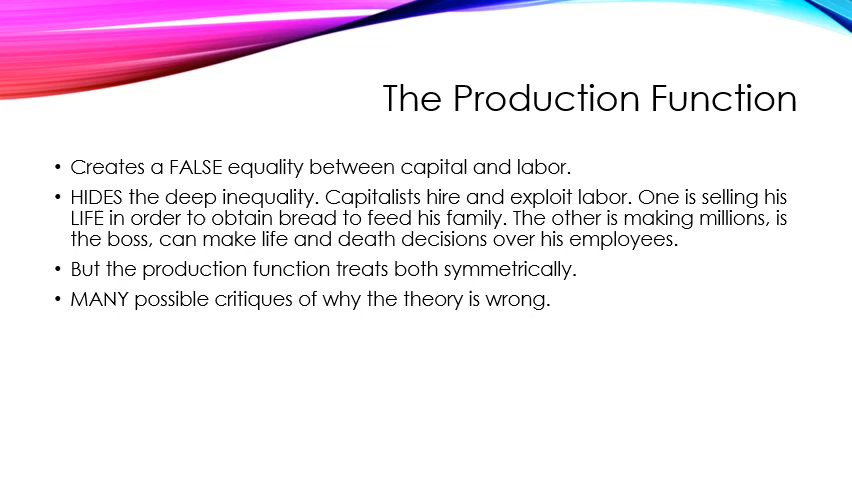 The Production Function
• Creates a FALSE equality between capital and labor.
• HIDES the deep inequality. Capitalists hire and exploit labor. One is selling his
LIFE in order to obtain bread to feed his family. The other is making millions, is
the boss, can make life and death decisions over his employees.
• But the production function treats both symmetrically.
• MANY possible critiques of why the theory is wrong.